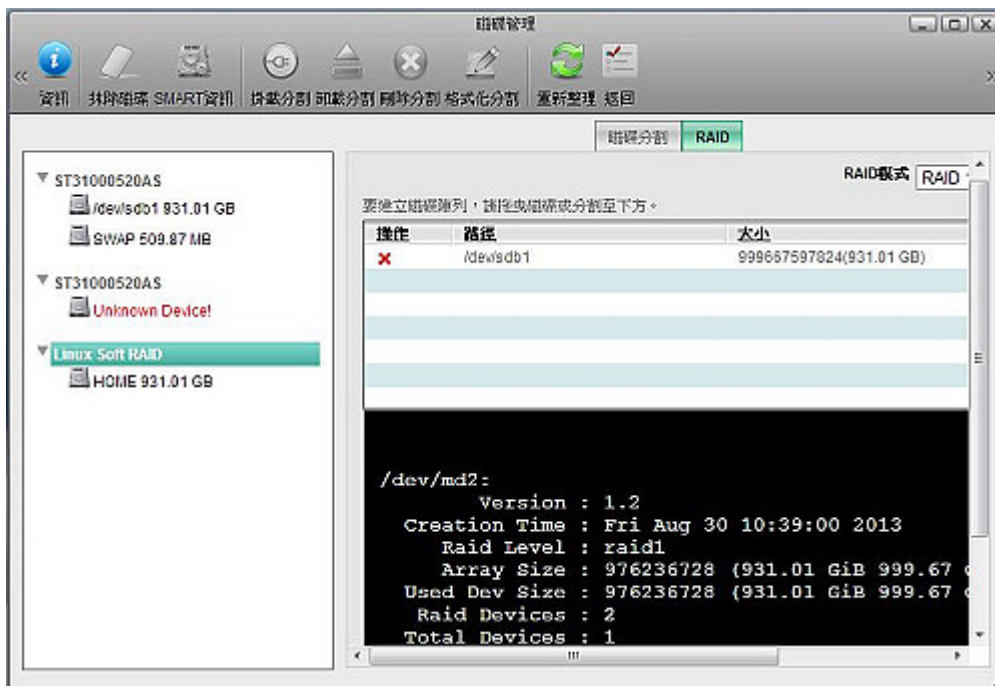 磁碟管理
« 資訊 抹除磁碟 SMART資訊 掛載分割 卸載分割 刪除分割 格式化分割 重新整理 返回 »
磁碟分割 RAID
ST31000520AS
/dev/sdb1 931.01 GB
SWAP 509.87 MB
ST31000520AS
Unknown Device!
Linux Soft RAID
HOME 931.01 GB
RAID模式 RAID
要建立磁碟陣列，請拖曳磁碟或分割至下方。
操作 路徑 大小
/dev/sdb1 999667597824(931.01 GB)
/dev/md2:
Version : 1.2
Creation Time : Fri Aug 30 10:39:00 2013
Raid Level : raid1
Array Size : 976236728 (931.01 GiB 999.67
Used Dev Size : 976236728 (931.01 GiB 999.67
Raid Devices : 2
Total Devices : 1